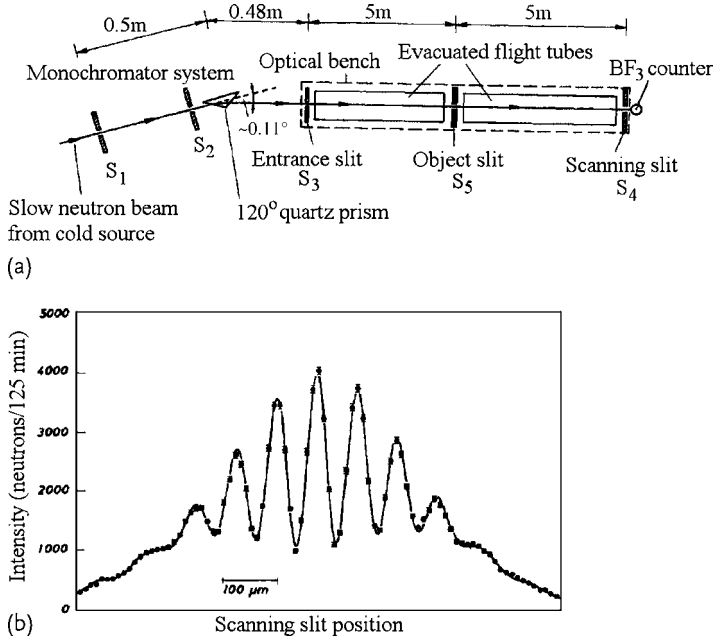 0.5m
0.48m
5m
5m
Monochromator system
Optical bench
Evacuated flight tubes
BF3 counter
~0.11°
S1
S2
Entrance slit
S3
Object slit
S5
Scanning slit
S4
Slow neutron beam
from cold source
120° quartz prism
(a)
Intensity (neutrons/125 min)
5000
4000
3000
2000
1000
0
100 μm
(b)
Scanning slit position